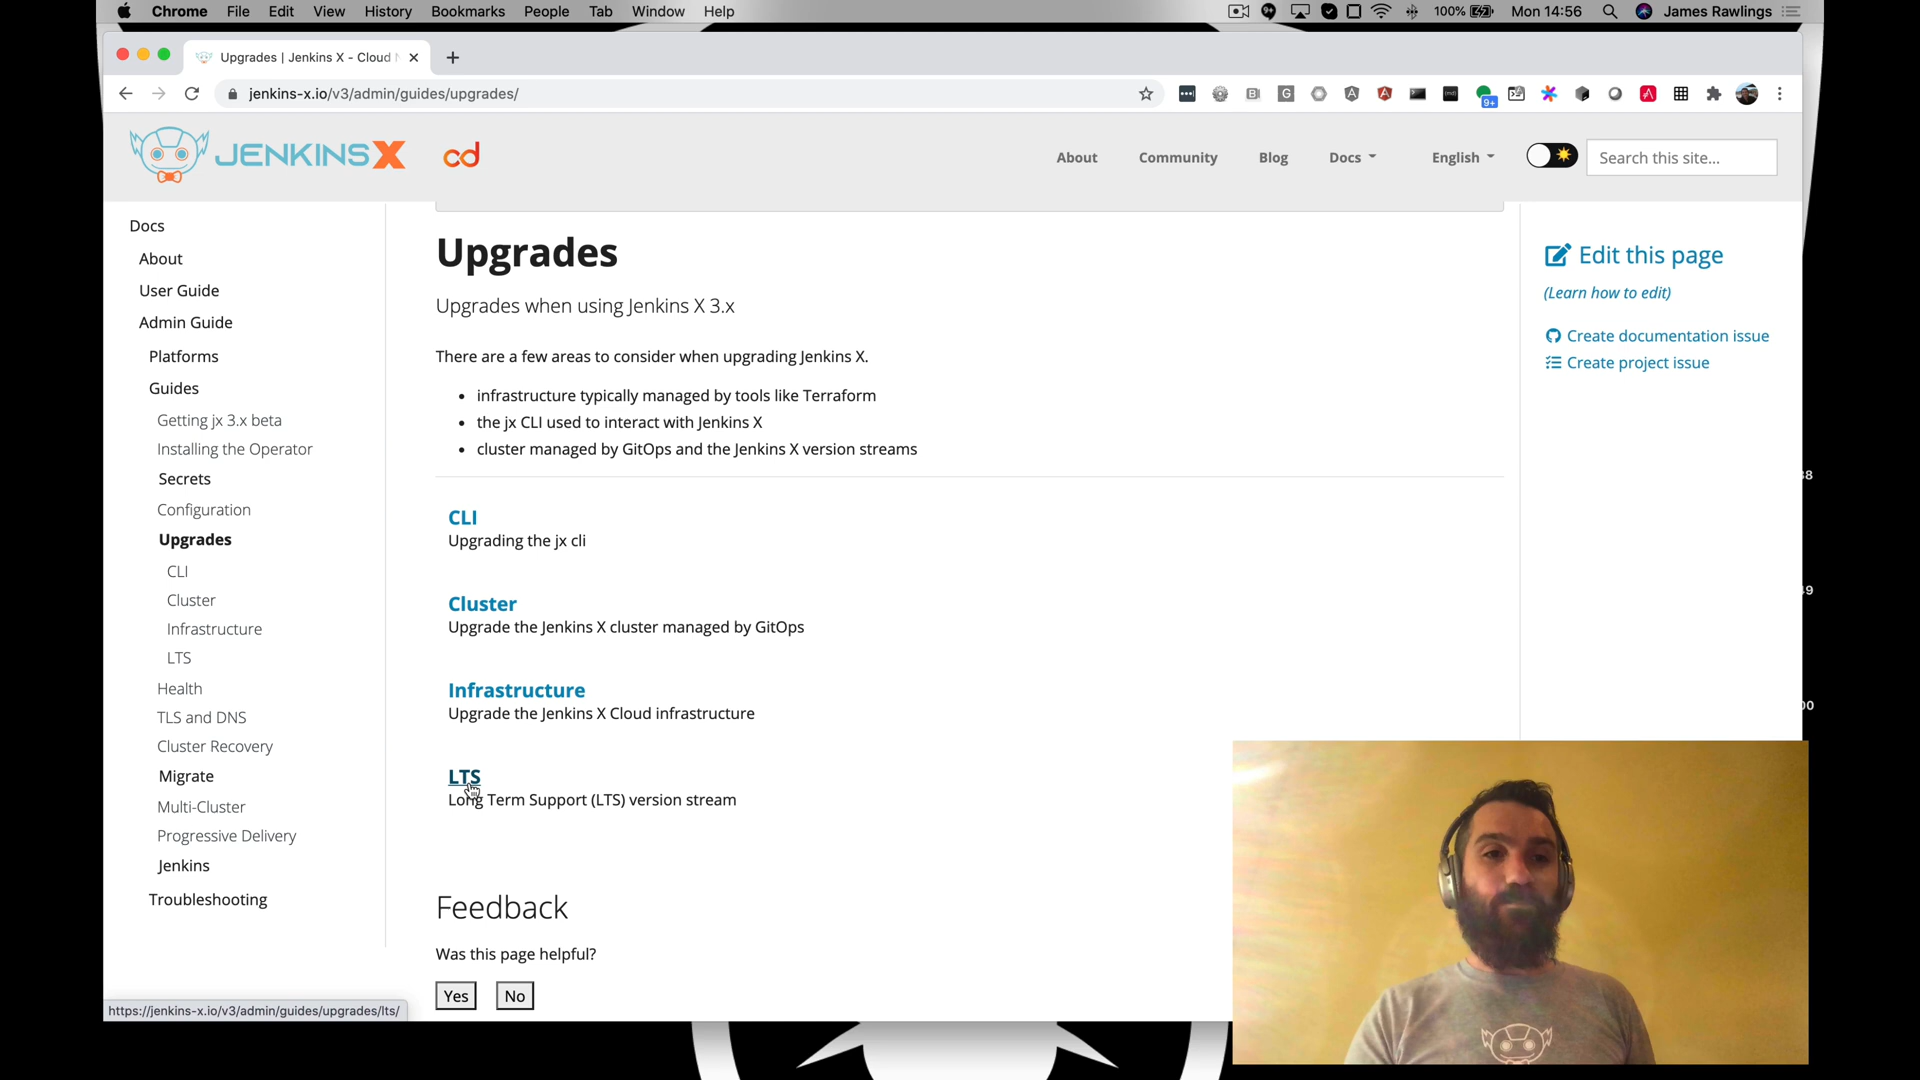 Chrome File Edit View History Bookmarks People Tab Window Help
100% Mon 14:56 James Rawlings
Upgrades | Jenkins X - Cloud N
jenkins-x.io/v3/admin/guides/upgrades/
9+
JENKINSX cd
About Community Blog Docs English Search this site...
Docs
About
User Guide
Admin Guide
Platforms
Guides
Getting jx 3.x beta
Installing the Operator
Secrets
Configuration
Upgrades
CLI
Cluster
Infrastructure
LTS
Health
TLS and DNS
Cluster Recovery
Migrate
Multi-Cluster
Progressive Delivery
Jenkins
Troubleshooting
Upgrades
Upgrades when using Jenkins X 3.x
There are a few areas to consider when upgrading Jenkins X.
infrastructure typically managed by tools like Terraform
the jx CLI used to interact with Jenkins X
cluster managed by GitOps and the Jenkins X version streams
CLI
Upgrading the jx cli
Cluster
Upgrade the Jenkins X cluster managed by GitOps
Infrastructure
Upgrade the Jenkins X Cloud infrastructure
LTS
Long Term Support (LTS) version stream
Feedback
Was this page helpful?
Yes No
Edit this page
(Learn how to edit)
Create documentation issue
Create project issue
https://jenkins-x.io/v3/admin/guides/upgrades/lts/